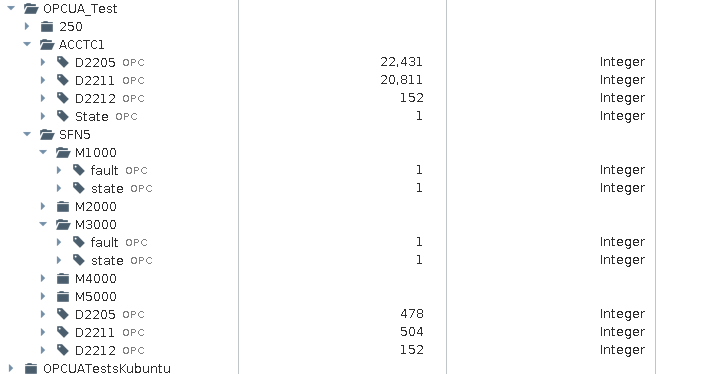 OPCUA_Test
250
ACCTC1
D2205 OPC 22,431 Integer
D2211 OPC 20,811 Integer
D2212 OPC 152 Integer
State OPC 1 Integer
SFN5
M1000
fault OPC 1 Integer
state OPC 1 Integer
M2000
M3000
fault OPC 1 Integer
state OPC 1 Integer
M4000
M5000
D2205 OPC 478 Integer
D2211 OPC 504 Integer
D2212 OPC 152 Integer
OPCUATestsKubuntu